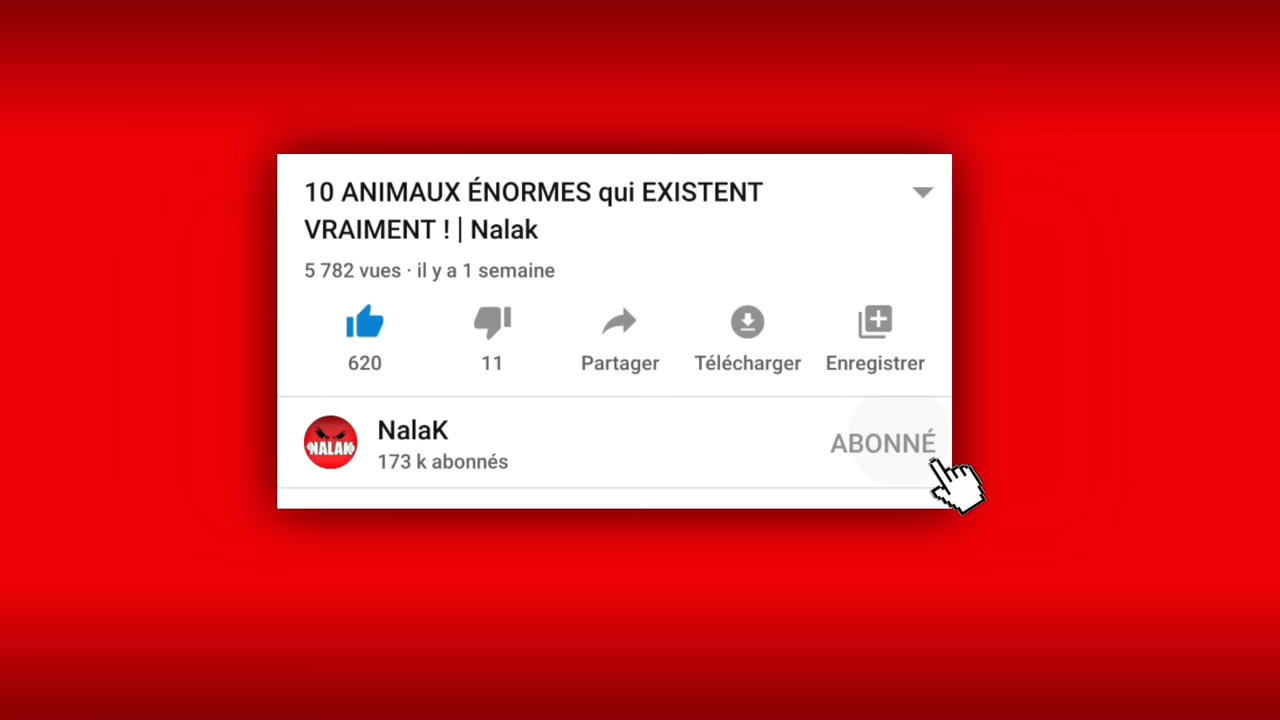 10 ANIMAUX ÉNORMES qui EXISTENT
VRAIMENT ! | Nalak
5 782 vues · il y a 1 semaine
620
11
Partager
Télécharger
Enregistrer
NALAK
NalaK
173 k abonnés
ABONNÉ